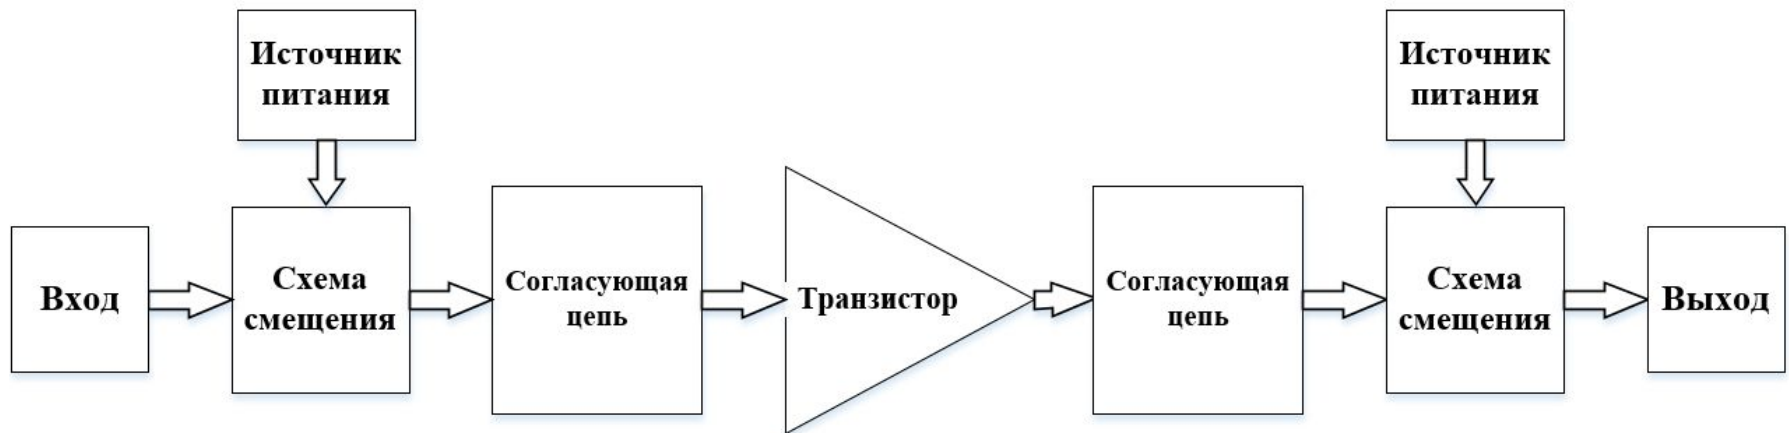 Источник
питания
Источник
питания
Вход
Схема
смещения
Согласующая
цепь
Транзистор
Согласующая
цепь
Схема
смещения
Выход